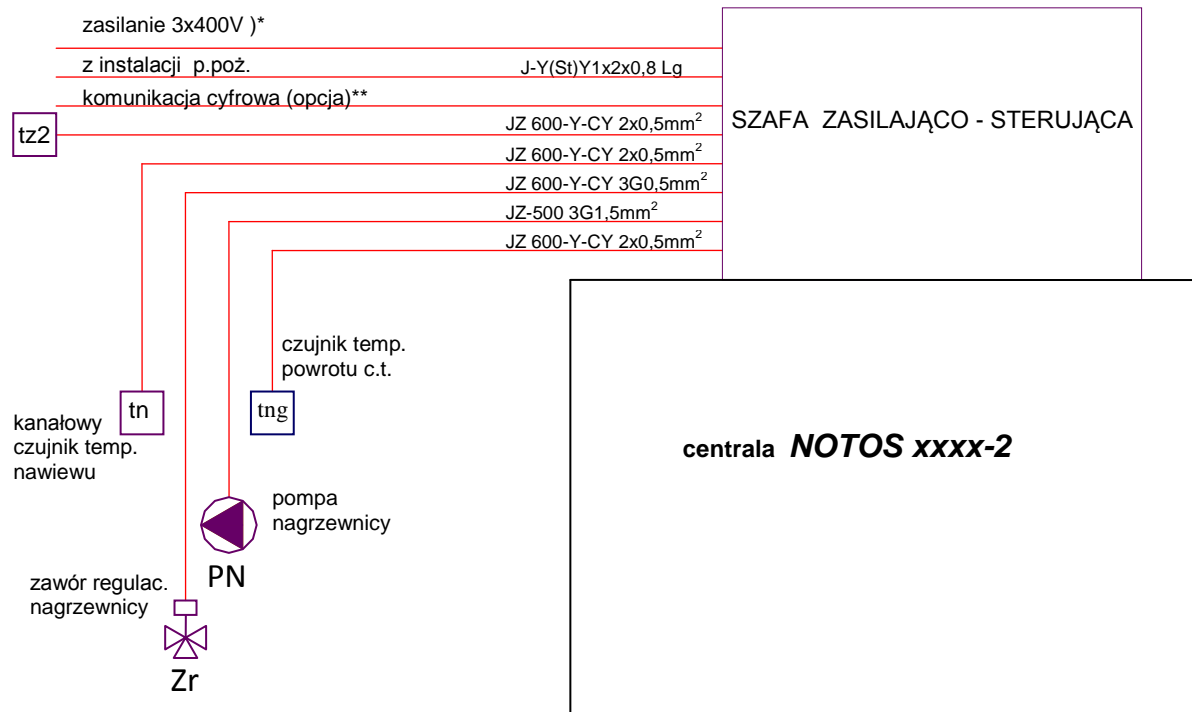 zasilanie 3x400V )*
z instalacji p.poż.
J-Y(St)Y1x2x0,8 Lg
komunikacja cyfrowa (opcja)**
tz2
JZ 600-Y-CY 2x0,5mm²
SZAFA ZASILAJĄCO - STERUJĄCA
JZ 600-Y-CY 2x0,5mm²
JZ 600-Y-CY 3G0,5mm²
JZ-500 3G1,5mm²
JZ 600-Y-CY 2x0,5mm²
czujnik temp.
powrotu c.t.
tn
tng
kanałowy
czujnik temp.
nawiewu
centrala NOTOS xxxx-2
pompa
nagrzewnicy
PN
zawór regulac.
nagrzewnicy
Zr